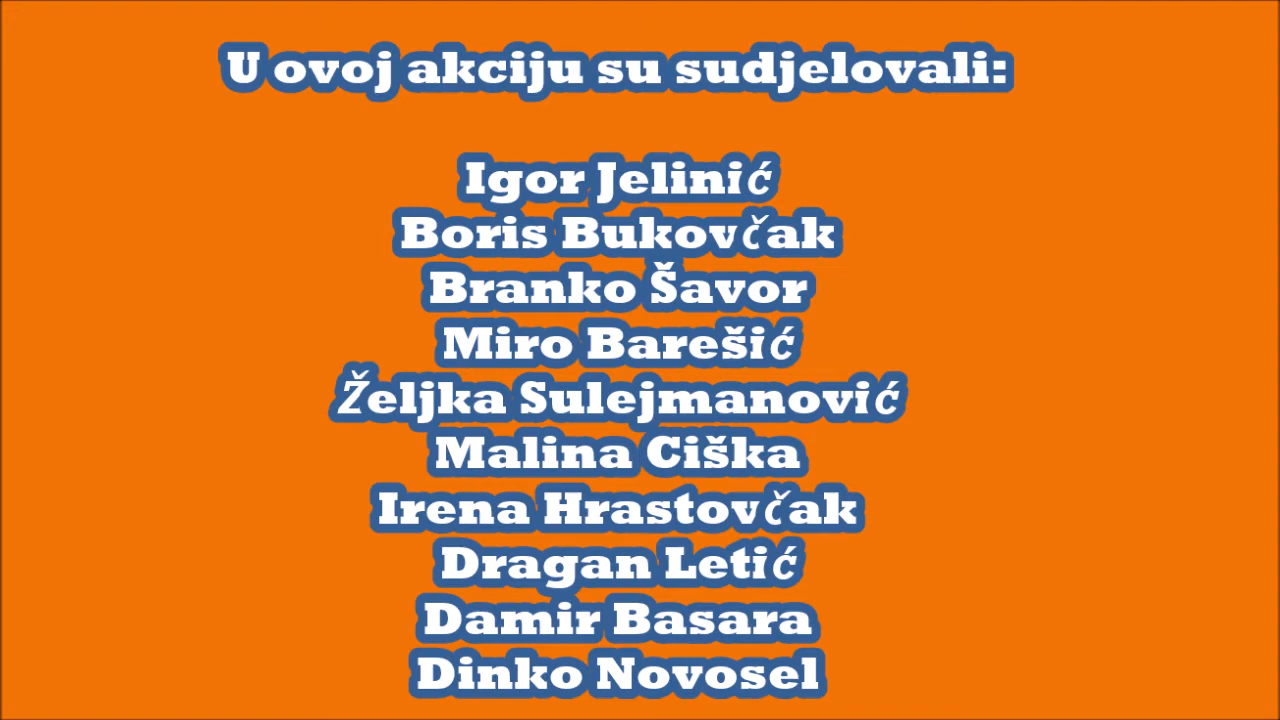 U ovoj akciju su sudjelovali:
Igor Jelinić
Boris Bukovčak
Branko Šavor
Miro Barešić
Željka Sulejmanović
Malina Ciška
Irena Hrastovčak
Dragan Letić
Damir Basara
Dinko Novosel